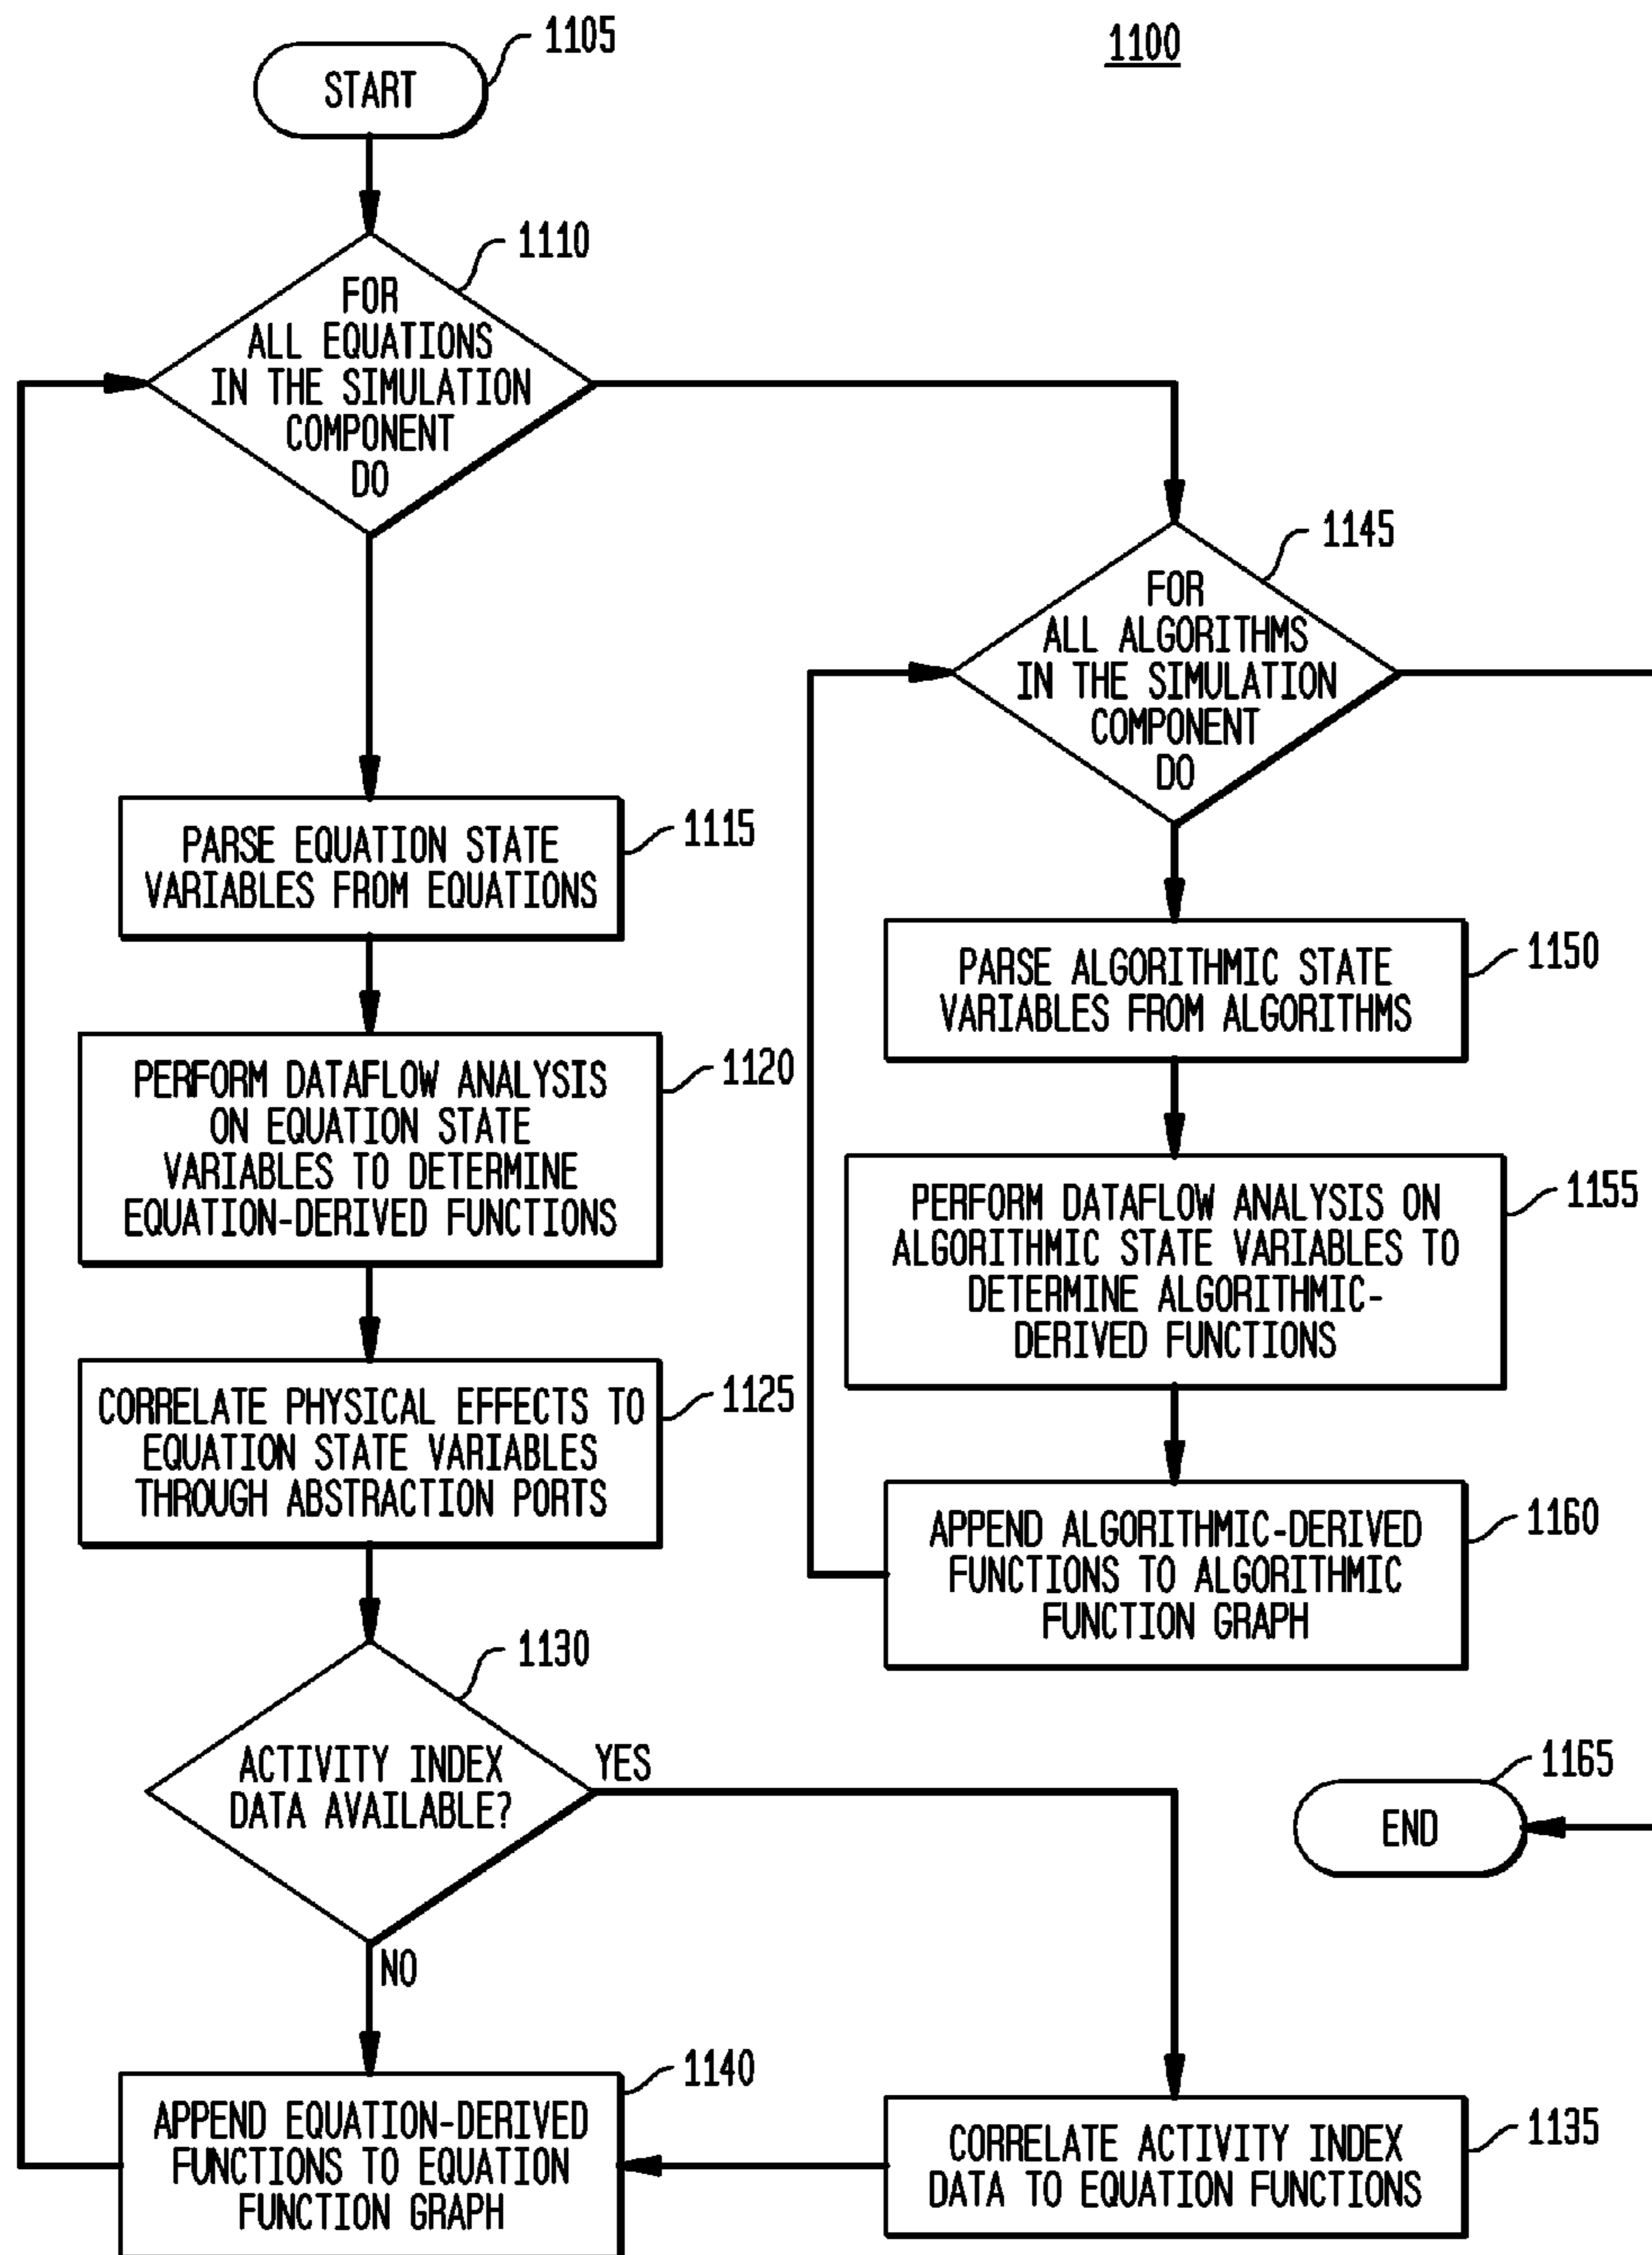 1100
START
1105
FOR
ALL EQUATIONS
IN THE SIMULATION
COMPONENT
DO
1110
PARSE EQUATION STATE
VARIABLES FROM EQUATIONS
1115
PERFORM DATAFLOW ANALYSIS
ON EQUATION STATE
VARIABLES TO DETERMINE
EQUATION-DERIVED FUNCTIONS
1120
CORRELATE PHYSICAL EFFECTS TO
EQUATION STATE VARIABLES
THROUGH ABSTRACTION PORTS
1125
ACTIVITY INDEX
DATA AVAILABLE?
1130
YES
NO
APPEND EQUATION-DERIVED
FUNCTIONS TO EQUATION
FUNCTION GRAPH
1140
CORRELATE ACTIVITY INDEX
DATA TO EQUATION FUNCTIONS
1135
FOR
ALL ALGORITHMS
IN THE SIMULATION
COMPONENT
DO
1145
PARSE ALGORITHMIC STATE
VARIABLES FROM ALGORITHMS
1150
PERFORM DATAFLOW ANALYSIS ON
ALGORITHMIC STATE VARIABLES TO
DETERMINE ALGORITHMIC-
DERIVED FUNCTIONS
1155
APPEND ALGORITHMIC-DERIVED
FUNCTIONS TO ALGORITHMIC
FUNCTION GRAPH
1160
END
1165